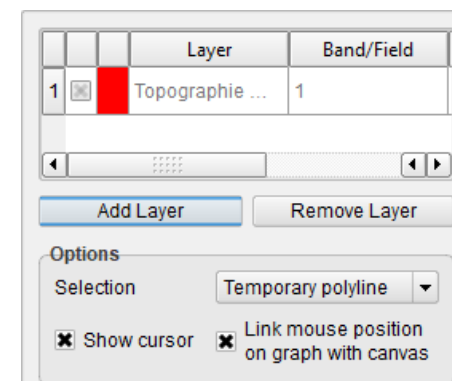 Layer Band/Field
1 Topographie ... 1
Add Layer Remove Layer
Options
Selection Temporary polyline
Show cursor Link mouse position
on graph with canvas